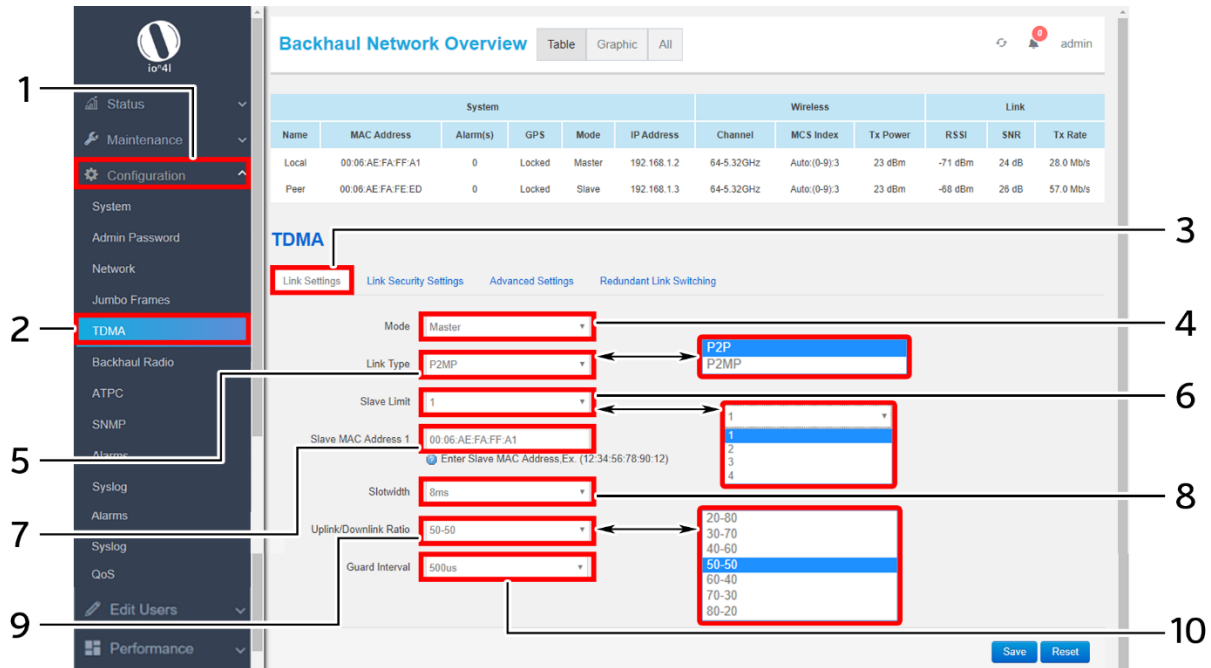 io"4l
Backhaul Network Overview Table Graphic All 0 admin
1
Status
Maintenance
Configuration
System
Admin Password
Network
Jumbo Frames
2
TDMA
Backhaul Radio
ATPC
SNMP
5
Alarms
Syslog
7
Alarms
Syslog
QoS
9
Edit Users
Performance
System Wireless Link
Name MAC Address Alarm(s) GPS Mode IP Address Channel MCS Index Tx Power RSSI SNR Tx Rate
Local 00:06:AE:FA:FF:A1 0 Locked Master 192.168.1.2 64-5.32GHz Auto:(0-9):3 23 dBm -71 dBm 24 dB 28.0 Mb/s
Peer 00:06:AE:FA:FE:ED 0 Locked Slave 192.168.1.3 64-5.32GHz Auto:(0-9):3 23 dBm -68 dBm 26 dB 57.0 Mb/s
TDMA
3
Link Settings Link Security Settings Advanced Settings Redundant Link Switching
Mode Master
4
Link Type P2MP
P2P
P2MP
Slave Limit 1
6
1
1
2
3
4
Slave MAC Address 1 00:06:AE:FA:FF:A1
Enter Slave MAC Address,Ex. (12:34:56:78:90:12)
Slotwidth 8ms
8
Uplink/Downlink Ratio 50-50
20-80
30-70
40-60
50-50
60-40
70-30
80-20
Guard Interval 500us
10
Save Reset